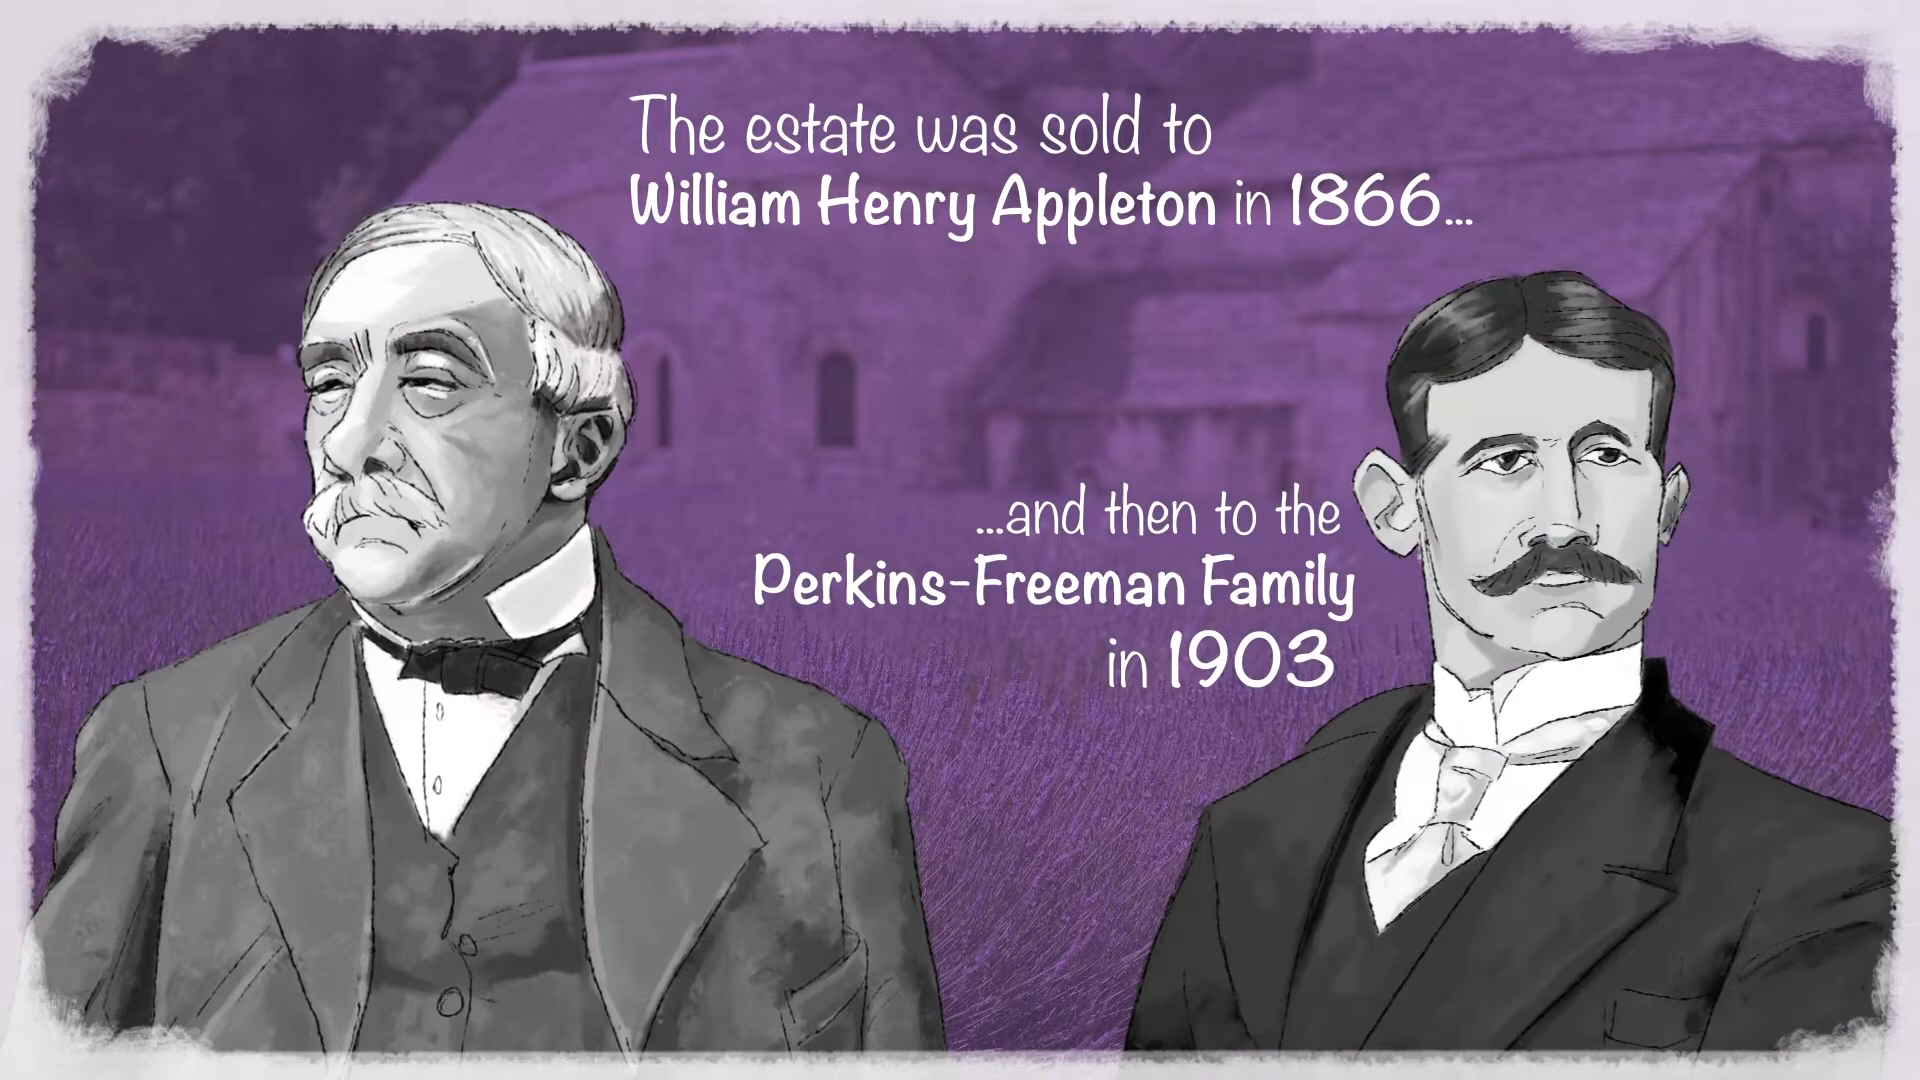 The estate was sold to
William Henry Appleton in 1866...
...and then to the
Perkins-Freeman Family
in 1903